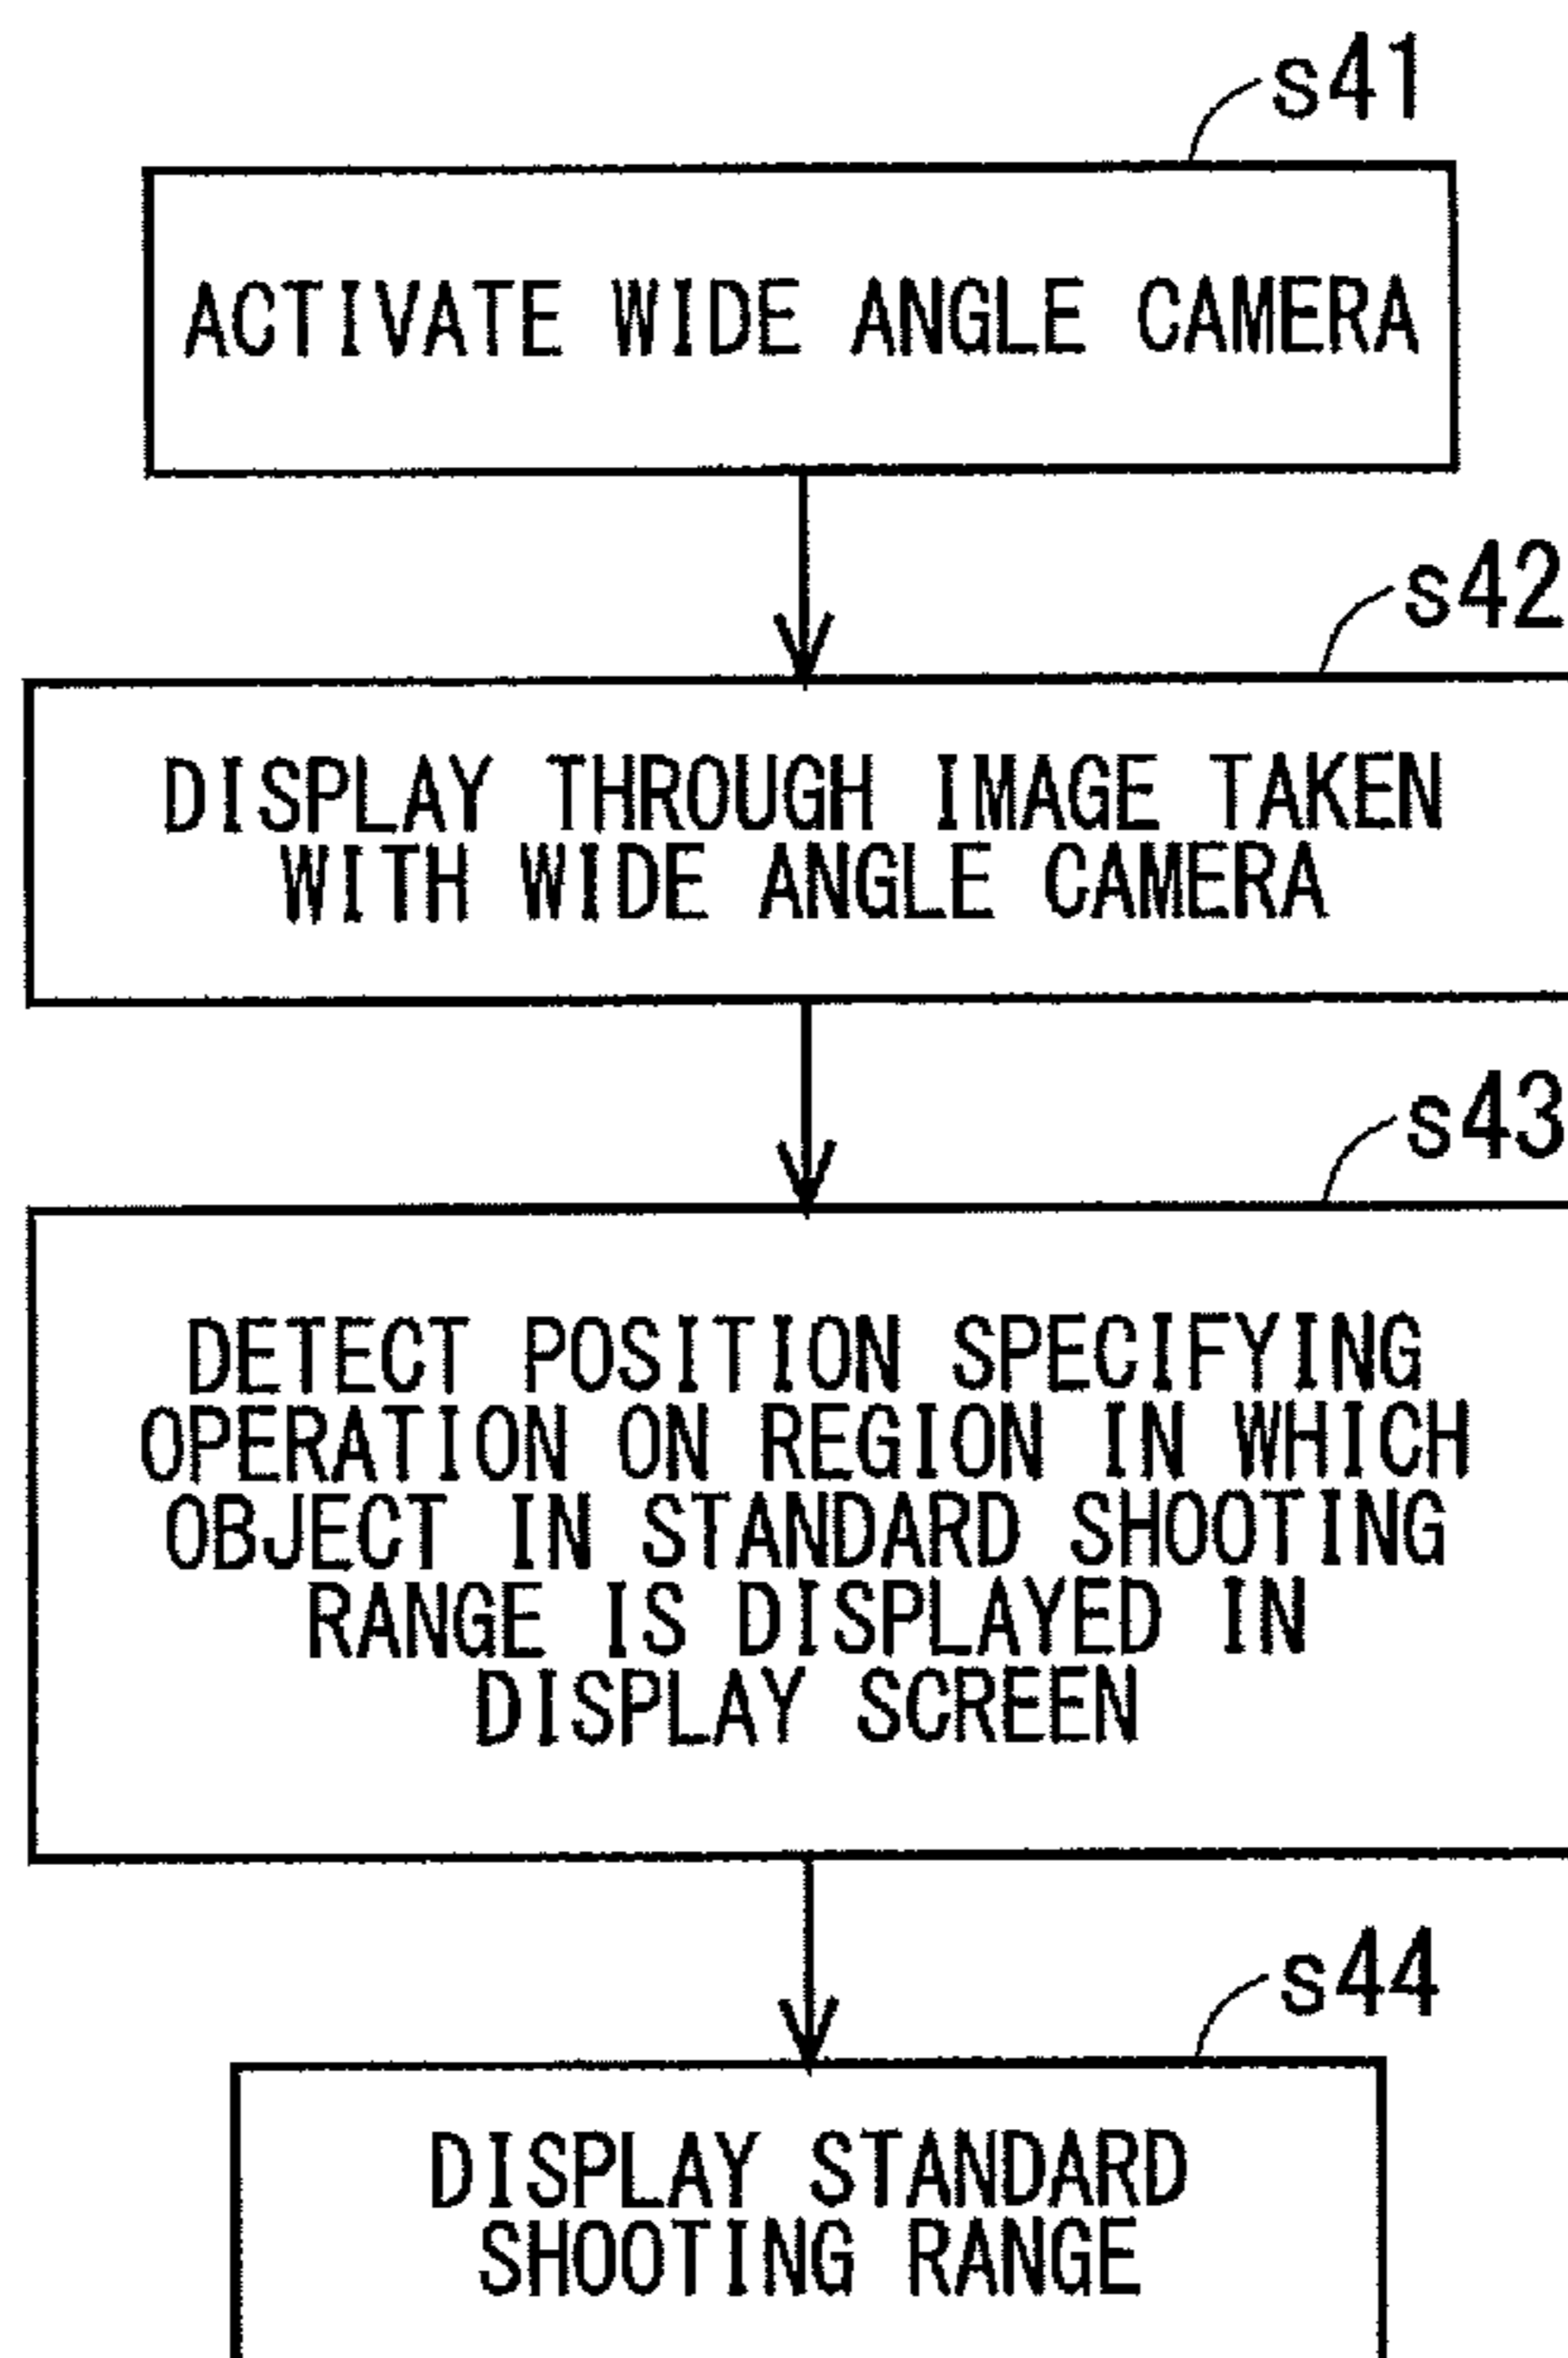 s41
ACTIVATE WIDE ANGLE CAMERA
s42
DISPLAY THROUGH IMAGE TAKEN
WITH WIDE ANGLE CAMERA
s43
DETECT POSITION SPECIFYING
OPERATION ON REGION IN WHICH
OBJECT IN STANDARD SHOOTING
RANGE IS DISPLAYED IN
DISPLAY SCREEN
s44
DISPLAY STANDARD
SHOOTING RANGE